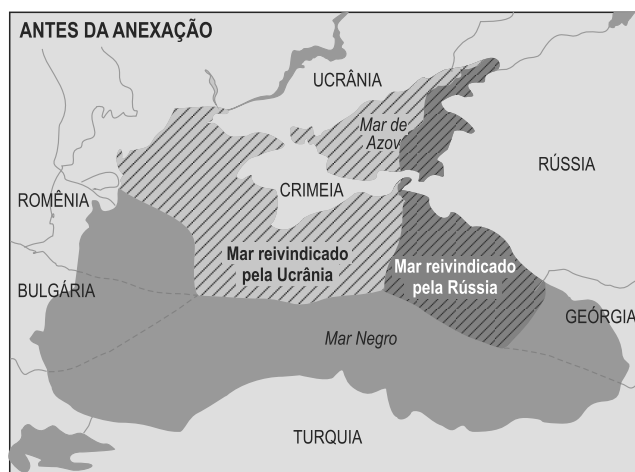 ANTES DA ANEXAÇÃO
UCRÂNIA
Mar de
Azov
RÚSSIA
CRIMEIA
ROMÊNIA
Mar reivindicado
pela Ucrânia
Mar reivindicado
pela Rússia
BULGÁRIA
GEÓRGIA
Mar Negro
TURQUIA